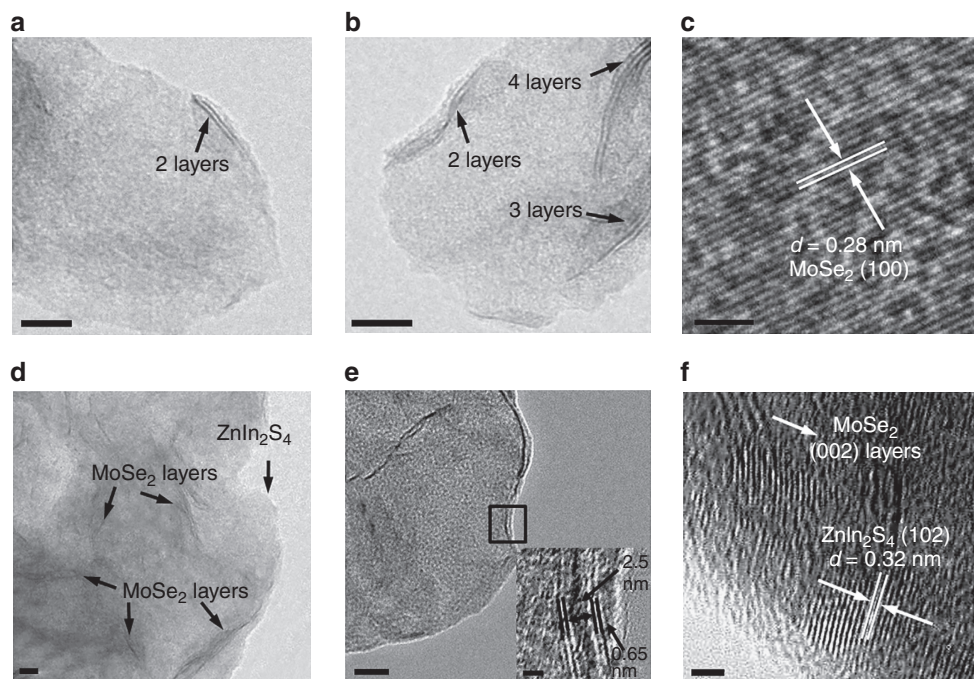 a
2 layers
b
4 layers
2 layers
3 layers
c
d = 0.28 nm
MoSe₂ (100)
d
ZnIn₂S₄
MoSe₂ layers
MoSe₂ layers
e
2.5
nm
0.65
nm
f
MoSe₂
(002) layers
ZnIn₂S₄ (102)
d = 0.32 nm